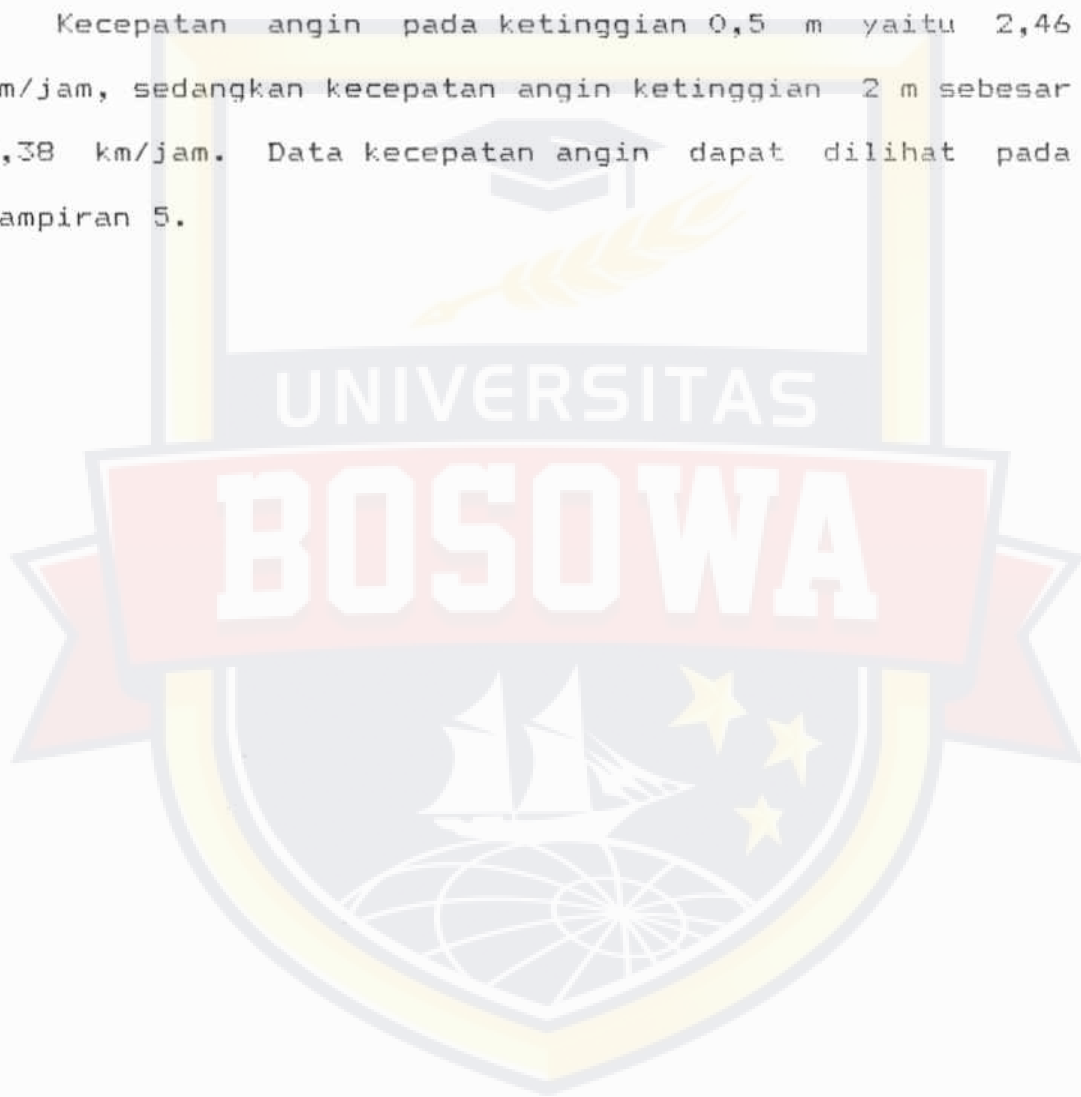 Kecepatan angin pada ketinggian 0,5 m yaitu 2,46
m/jam, sedangkan kecepatan angin ketinggian 2 m sebesar
,38 km/jam. Data kecepatan angin dapat dilihat pada
ampiran 5.
UNIVERSITAS
BOSOWA